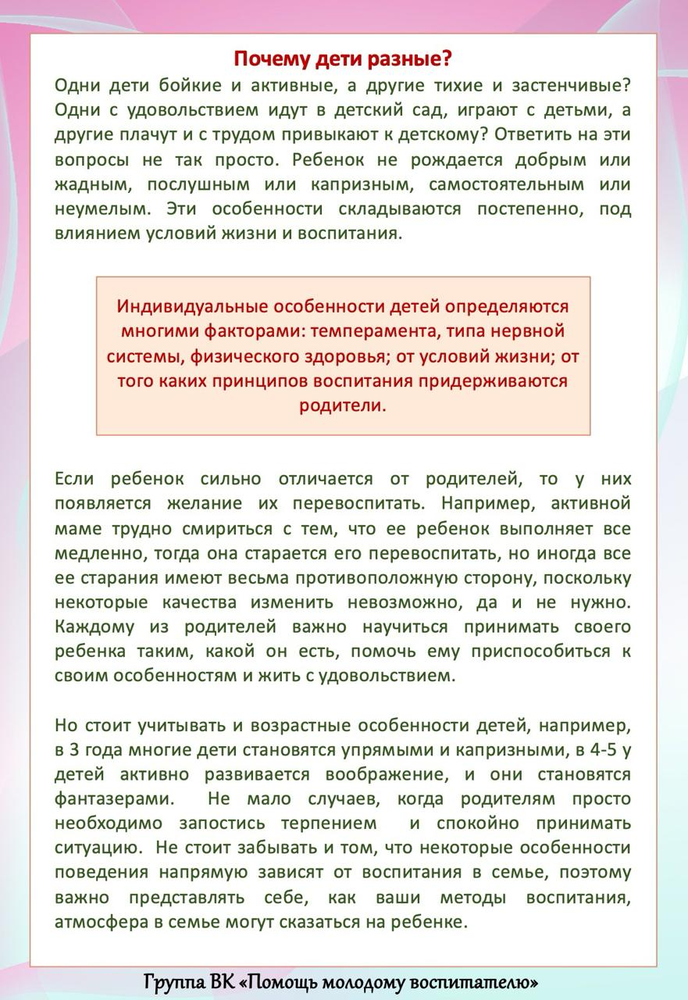 Почему дети разные?
Одни дети бойкие и активные, а другие тихие и застенчивые?
Одни с удовольствием идут в детский сад, играют с детьми, а
другие плачут и с трудом привыкают к детскому? Ответить на эти
вопросы не так просто. Ребенок не рождается добрым или
жадным, послушным или капризным, самостоятельным или
неумелым. Эти особенности складываются постепенно, под
влиянием условий жизни и воспитания.
Индивидуальные особенности детей определяются
многими факторами: темперамента, типа нервной
системы, физического здоровья; от условий жизни; от
того каких принципов воспитания придерживаются
родители.
Если ребенок сильно отличается от родителей, то у них
появляется желание их перевоспитать. Например, активной
маме трудно смириться с тем, что ее ребенок выполняет все
медленно, тогда она старается его перевоспитать, но иногда все
ее старания имеют весьма противоположную сторону, поскольку
некоторые качества изменить невозможно, да и не нужно.
Каждому из родителей важно научиться принимать своего
ребенка таким, какой он есть, помочь ему приспособиться к
своим особенностям и жить с удовольствием.
Но стоит учитывать и возрастные особенности детей, например,
в 3 года многие дети становятся упрямыми и капризными, в 4-5 у
детей активно развивается воображение, и они становятся
фантазерами. Не мало случаев, когда родителям просто
необходимо запостись терпением и спокойно принимать
ситуацию. Не стоит забывать и том, что некоторые особенности
поведения напрямую зависят от воспитания в семье, поэтому
важно представлять себе, как ваши методы воспитания,
атмосфера в семье могут сказаться на ребенке.
Группа ВК «Помощь молодому воспитателю»